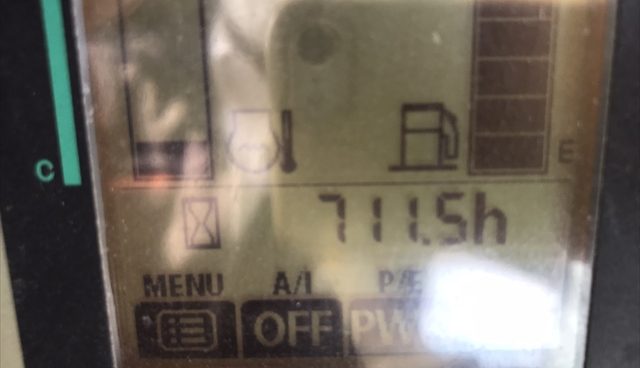 C
E
711.5h
MENU A/I P/E
OFF